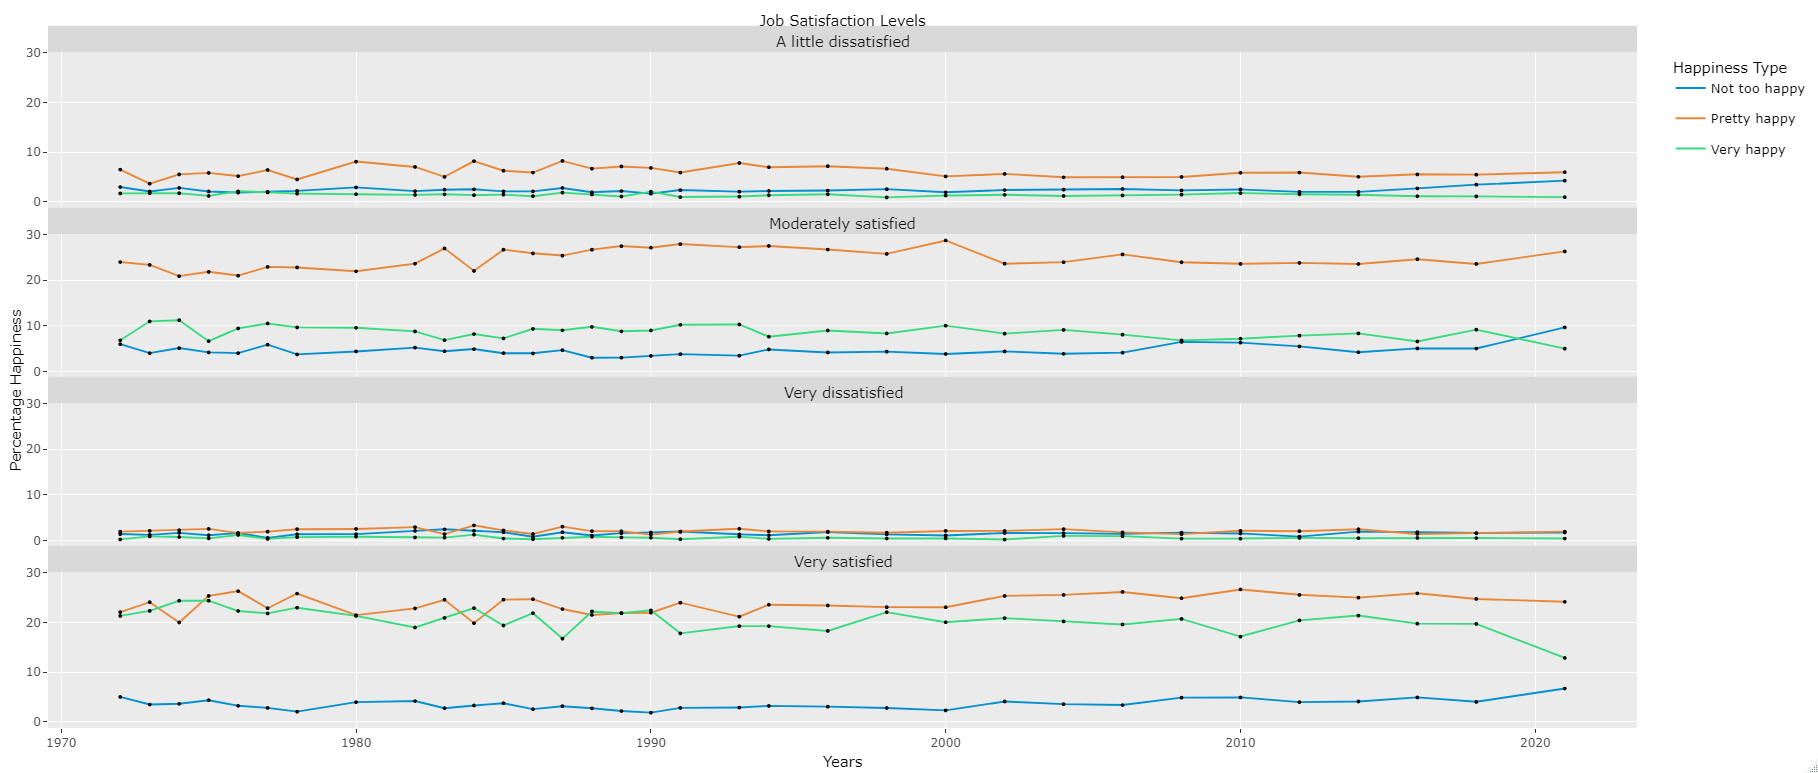 Job Satisfaction Levels
A little dissatisfied
30
20
10
0
Moderately satisfied
30
20
10
0
Very dissatisfied
30
20
10
0
Very satisfied
30
20
10
0
1970 1980 1990 2000 2010 2020
Years
Percentage Happiness
Happiness Type
Not too happy
Pretty happy
Very happy